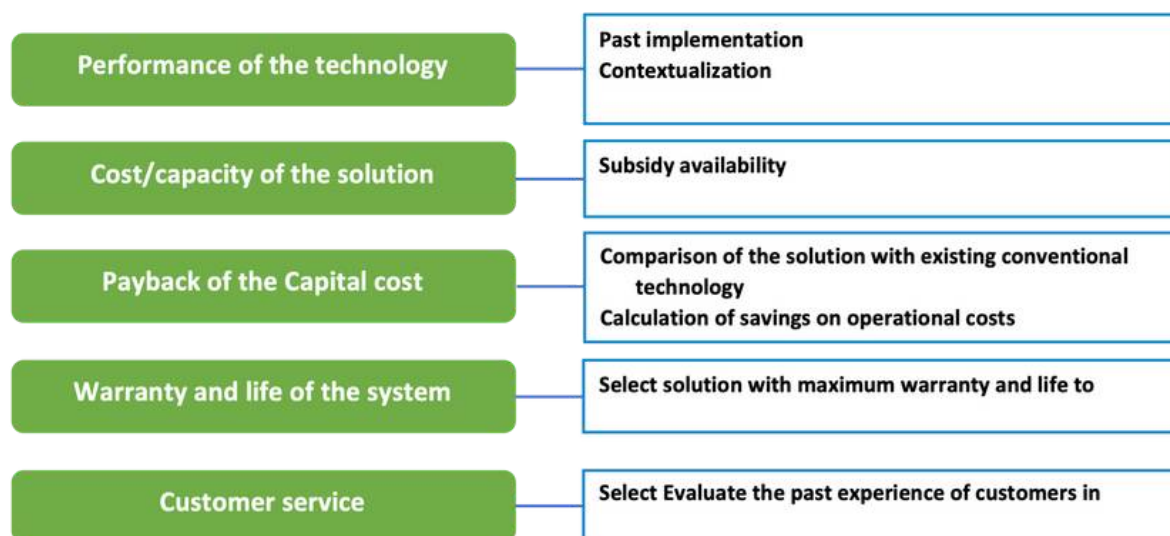 Performance of the technology
Past implementation
Contextualization
Cost/capacity of the solution
Subsidy availability
Payback of the Capital cost
Comparison of the solution with existing conventional
technology
Calculation of savings on operational costs
Warranty and life of the system
Select solution with maximum warranty and life to
Customer service
Select Evaluate the past experience of customers in